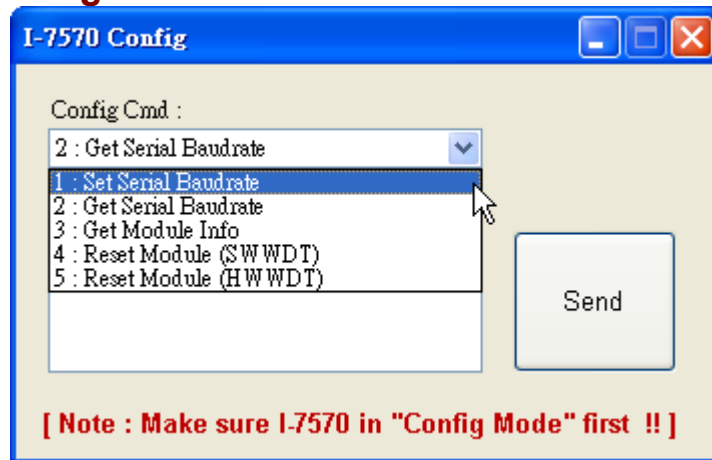 I-7570 Config
Config Cmd :
2 : Get Serial Baudrate
1 : Set Serial Baudrate
2 : Get Serial Baudrate
3 : Get Module Info
4 : Reset Module (SWWDT)
5 : Reset Module (HWWDT)
Send
[ Note : Make sure I-7570 in "Config Mode" first !! ]